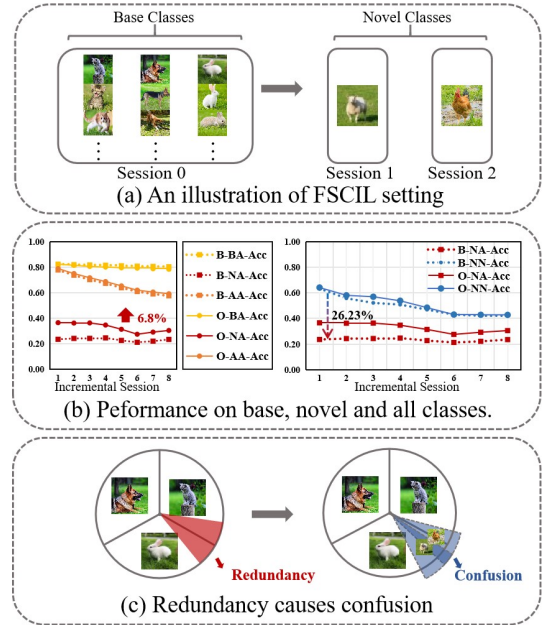 Base Classes
Novel Classes
Session 0
Session 1
Session 2
(a) An illustration of FSCIL setting
1.00
0.80
0.60
0.40
0.20
0.00
6.8%
1 2 3 4 5 6 7 8
Incremental Session
B-BA-Acc
B-NA-Acc
B-AA-Acc
O-BA-Acc
O-NA-Acc
O-AA-Acc
1.00
0.80
0.60
0.40
0.20
0.00
B-NA-Acc
B-NN-Acc
O-NA-Acc
O-NN-Acc
26.23%
1 2 3 4 5 6 7 8
Incremental Session
(b) Peformance on base, novel and all classes.
Redundancy
Confusion
(c) Redundancy causes confusion